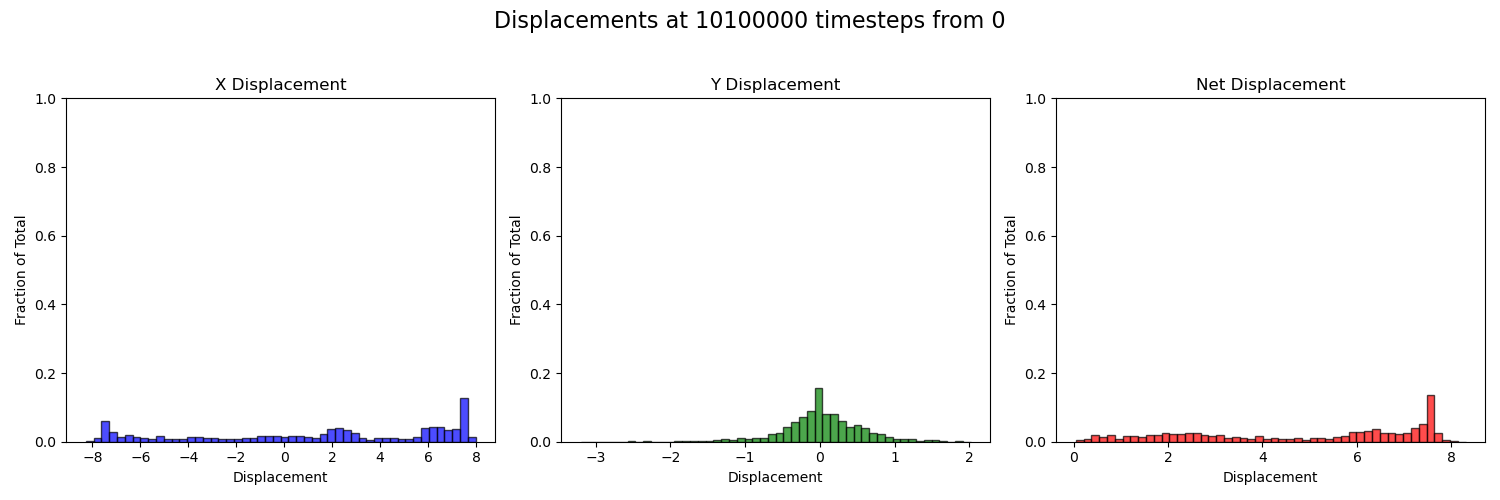 Displacements at 10100000 timesteps from 0
X Displacement
Fraction of Total
1.0
0.8
0.6
0.4
0.2
0.0
−8 −6 −4 −2 0 2 4 6 8
Displacement
Y Displacement
Fraction of Total
1.0
0.8
0.6
0.4
0.2
0.0
−3 −2 −1 0 1 2
Displacement
Net Displacement
Fraction of Total
1.0
0.8
0.6
0.4
0.2
0.0
0 2 4 6 8
Displacement